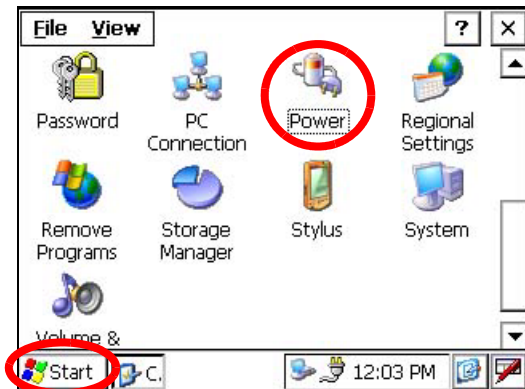 File View ? ×
Password
PC
Connection
Power
Regional
Settings
Remove
Programs
Storage
Manager
Stylus
System
Volume &
Start C. 12:03 PM